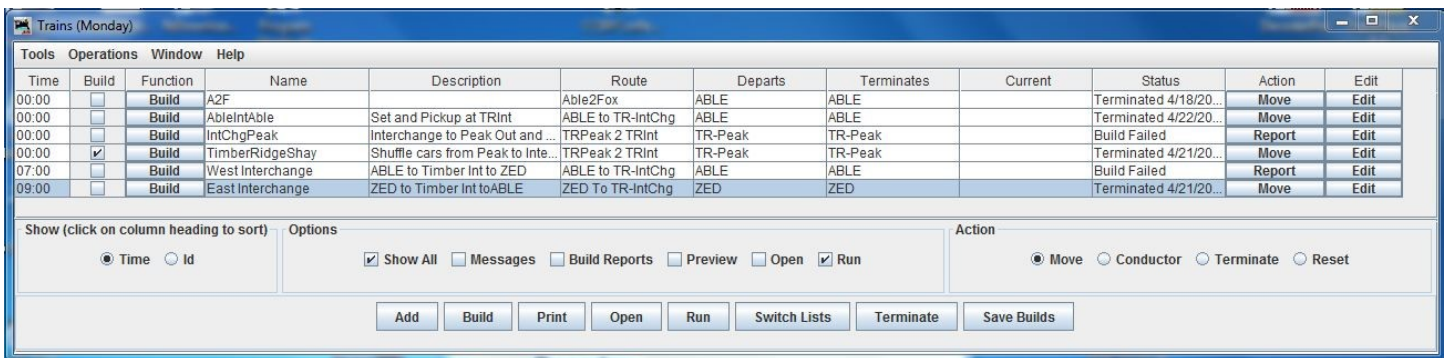 Trains (Monday)
Tools Operations Window Help
Time Build Function Name Description Route Departs Terminates Current Status Action Edit
00:00 Build A2F Able2Fox ABLE ABLE Terminated 4/18/20... Move Edit
00:00 Build AbleIntAble Set and Pickup at TRInt ABLE to TR-IntChg ABLE ABLE Terminated 4/22/20... Move Edit
00:00 Build IntChgPeak Interchange to Peak Out and ... TRPeak 2 TRInt TR-Peak TR-Peak Build Failed Report Edit
00:00 Build TimberRidgeShay Shuffle cars from Peak to Inte... TRPeak 2 TRInt TR-Peak TR-Peak Terminated 4/21/20... Move Edit
07:00 Build West Interchange ABLE to Timber Int to ZED ABLE to TR-IntChg ABLE ABLE Build Failed Report Edit
09:00 Build East Interchange ZED to Timber Int toABLE ZED To TR-IntChg ZED ZED Terminated 4/21/20... Move Edit
Show (click on column heading to sort) Options Action
Time Id Show All Messages Build Reports Preview Open Run Move Conductor Terminate Reset
Add Build Print Open Run Switch Lists Terminate Save Builds